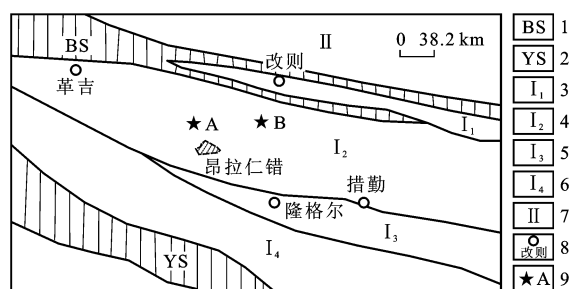 BS
II
0 38.2 km
改则
革吉
I₁
★A
★B
I₂
昂拉仁错
措勤
隆格尔
I₃
I₄
YS
BS 1
YS 2
I₁ 3
I₂ 4
I₃ 5
I₄ 6
II 7
改则 8
★A 9